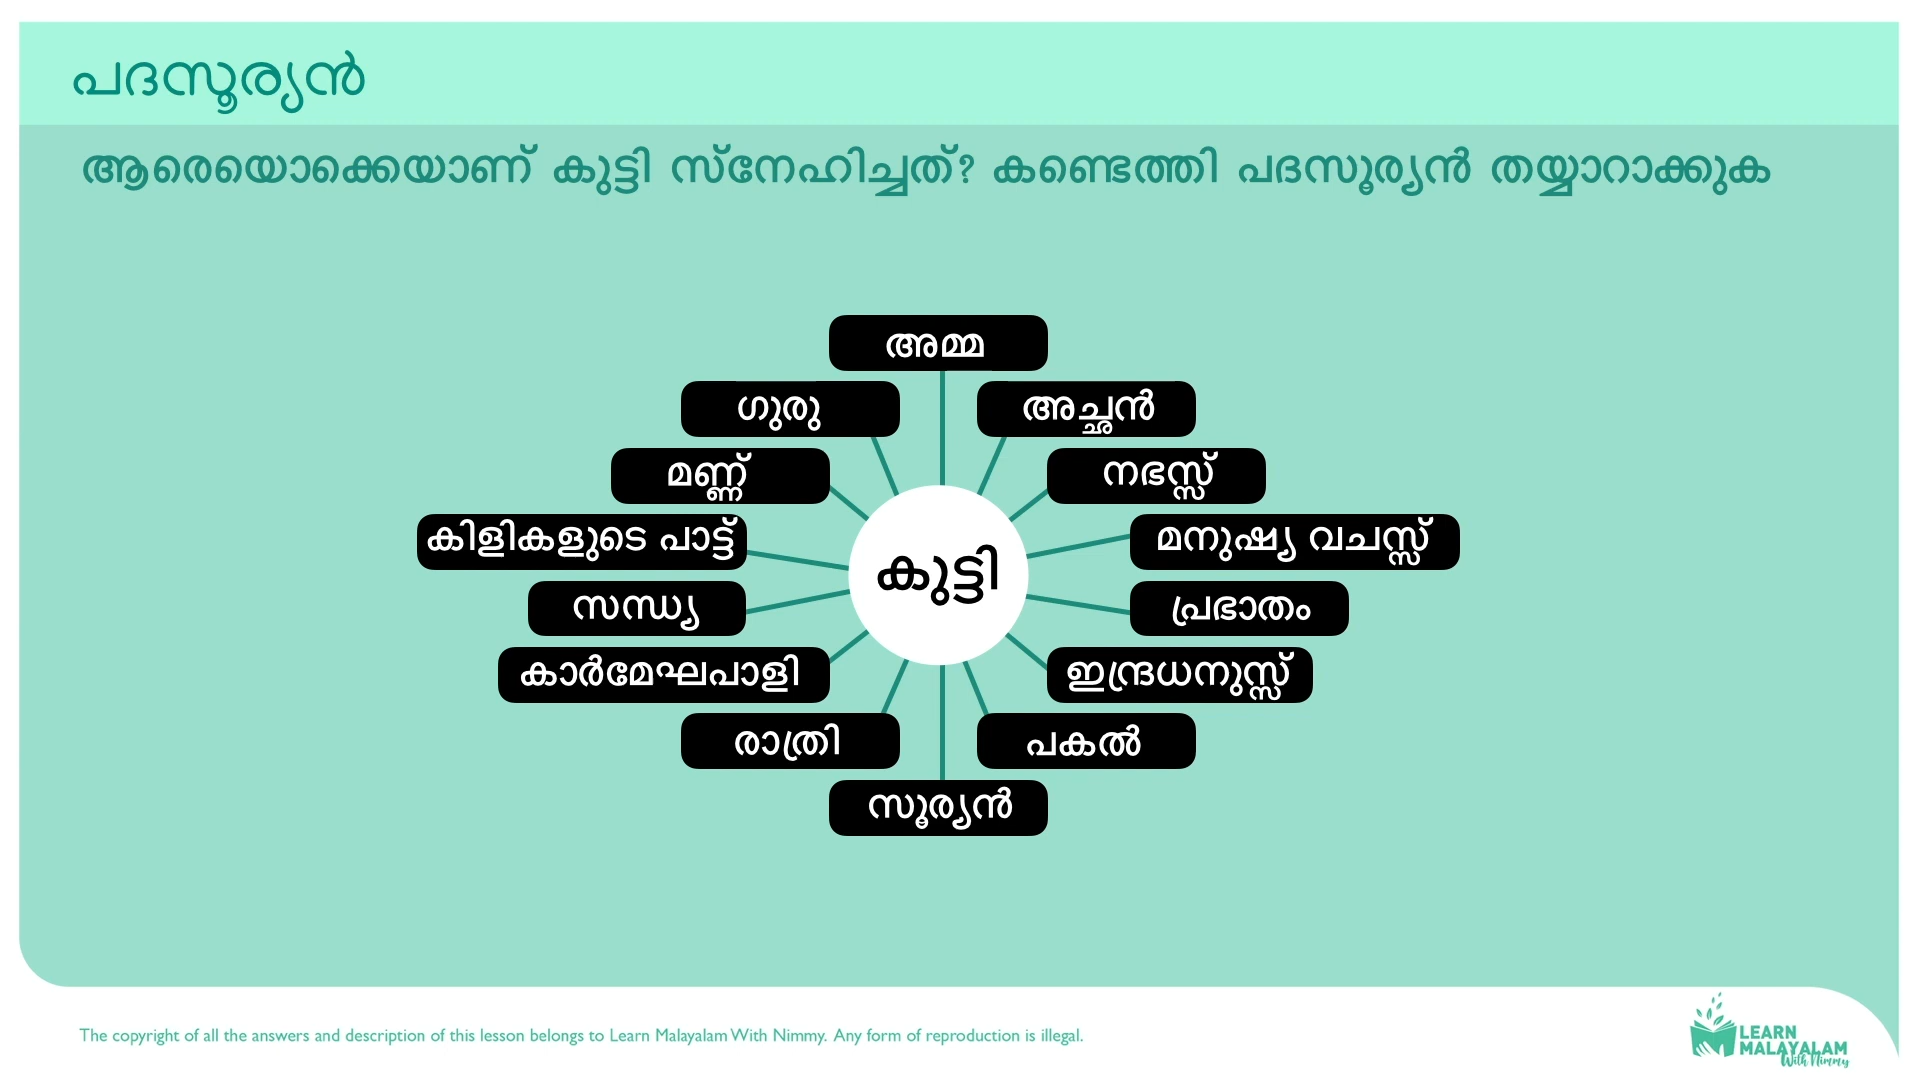 പദസൂര്യൻ
ആരെയൊക്കെയാണ് കുട്ടി സ്നേഹിച്ചത്? കണ്ടെത്തി പദസൂര്യൻ തയ്യാറാക്കുക
അമ്മ
ഗുരു
അച്ഛൻ
മണ്ണ്
നഭസ്സ്
കിളികളുടെ പാട്ട്
മനുഷ്യ വചസ്സ്
കുട്ടി
സന്ധ്യ
പ്രഭാതം
കാർമേഘപാളി
ഇന്ദ്രധനുസ്സ്
രാത്രി
പകൽ
സൂര്യൻ
The copyright of all the answers and description of this lesson belongs to Learn Malayalam With Nimmy. Any form of reproduction is illegal.
LEARN
MALAYALAM
With Nimmy